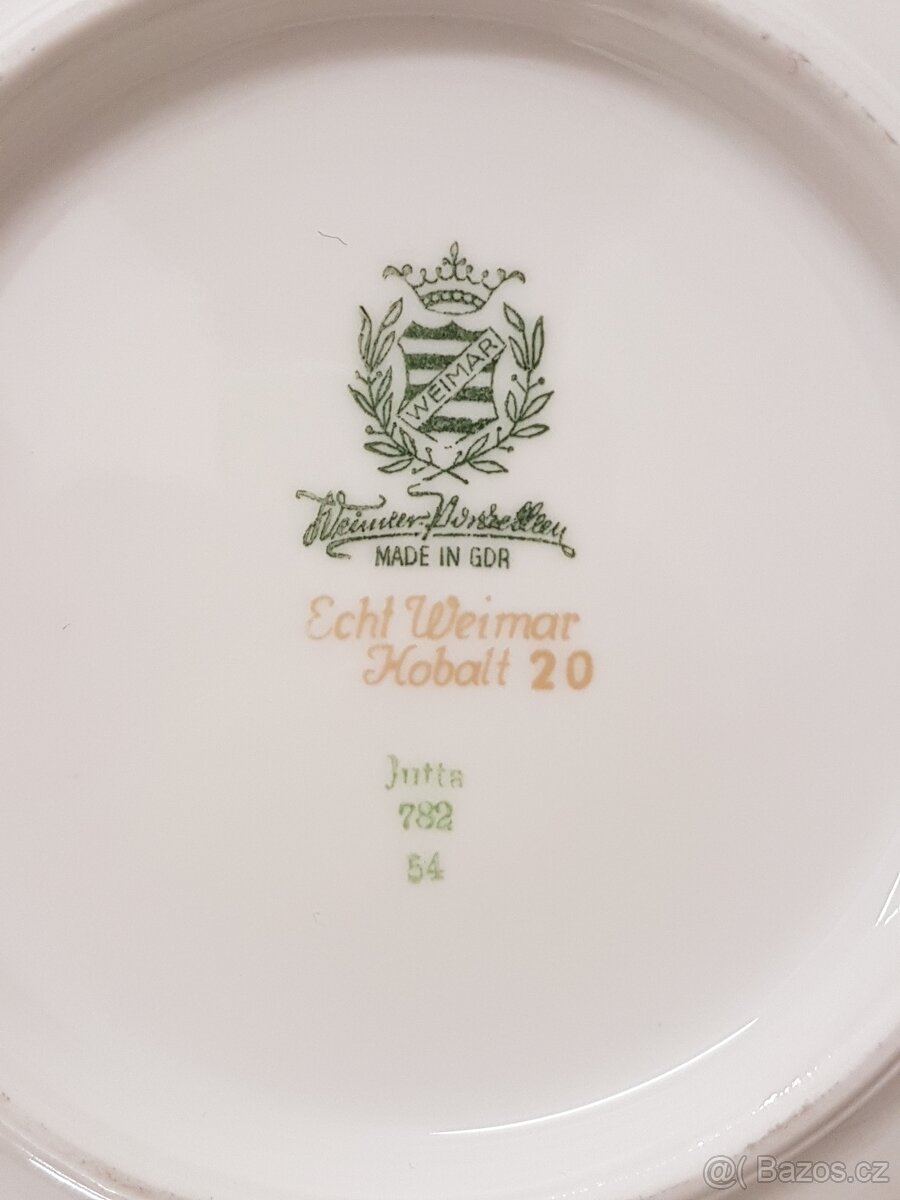 WEIMAR
Weimar-Porzellan
MADE IN GDR
Echt Weimar
Kobalt 20
Jutta
782
54
@( Bazos.cz